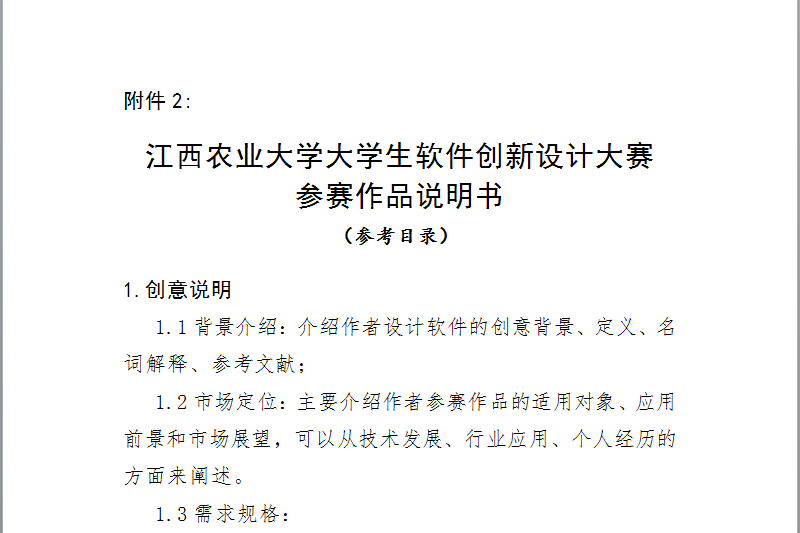 附件 2:
江西农业大学大学生软件创新设计大赛
参赛作品说明书
（参考目录）
1.创意说明
1.1 背景介绍：介绍作者设计软件的创意背景、定义、名
词解释、参考文献；
1.2 市场定位：主要介绍作者参赛作品的适用对象、应用
前景和市场展望，可以从技术发展、行业应用、个人经历的
方面来阐述。
1.3 需求规格：